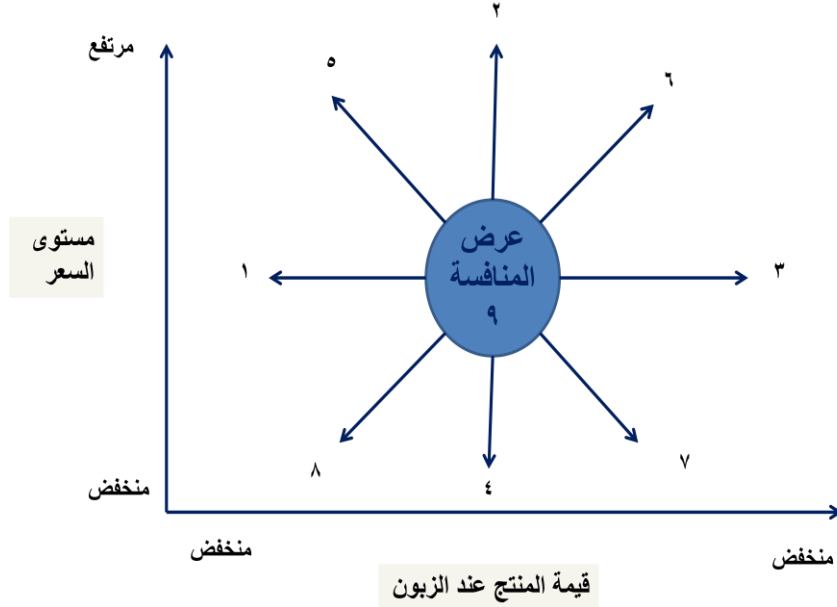 ٢
مرتفع
٥
٦
عرض
المنافسة
٩
مستوى
السعر
١
٣
٨
٤
٧
منخفض
منخفض
منخفض
قيمة المنتج عند الزبون